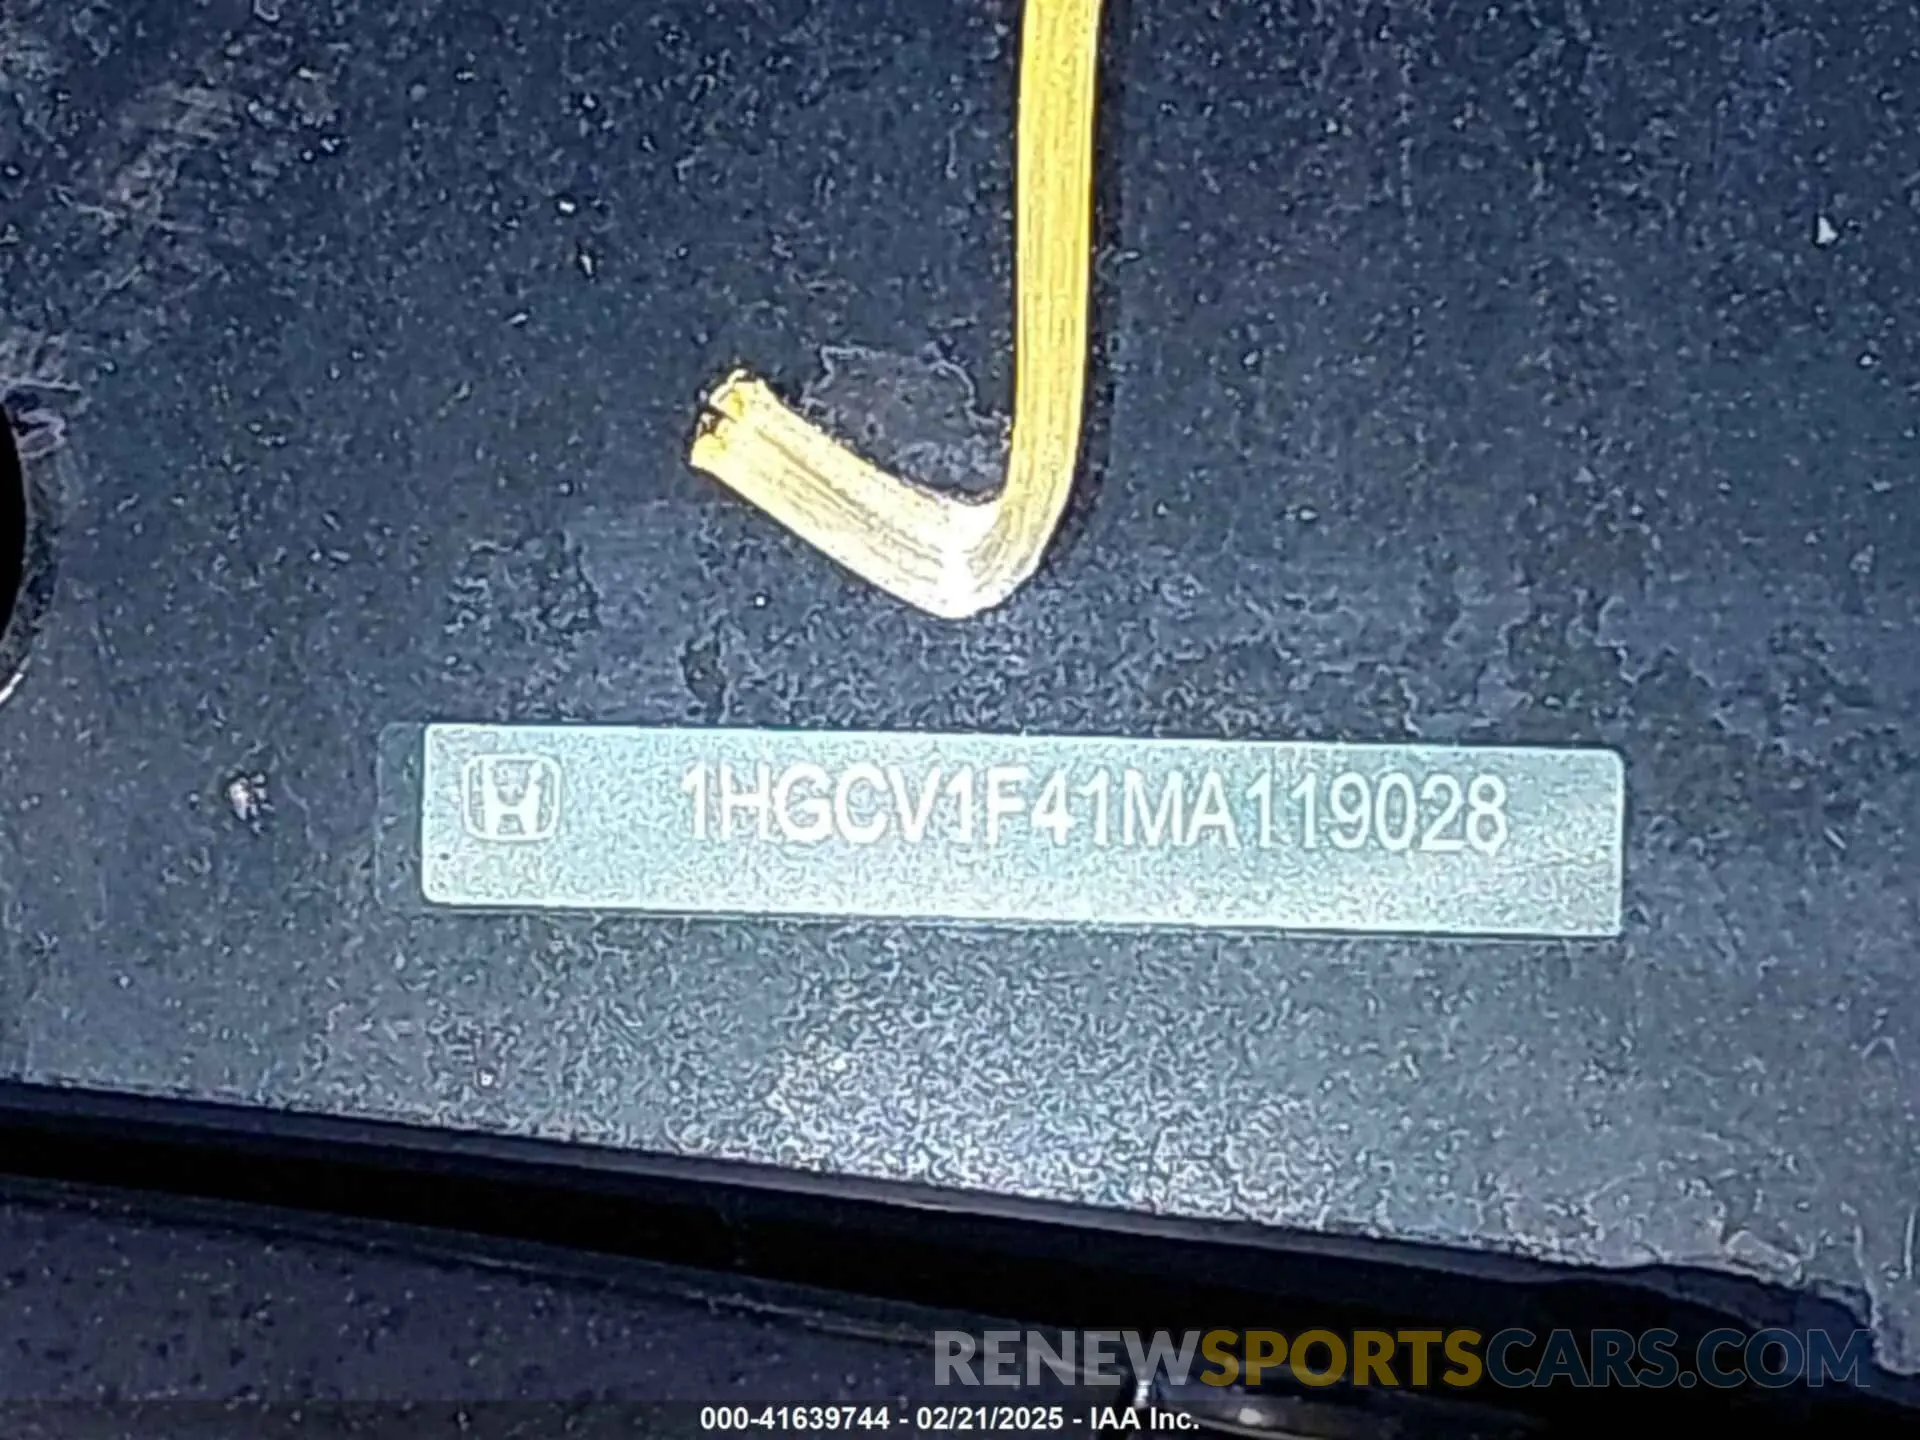 1HGCV1F41MA119028
RENEWSPORTSCARS.COM
000-41639744 - 02/21/2025 - IAA Inc.